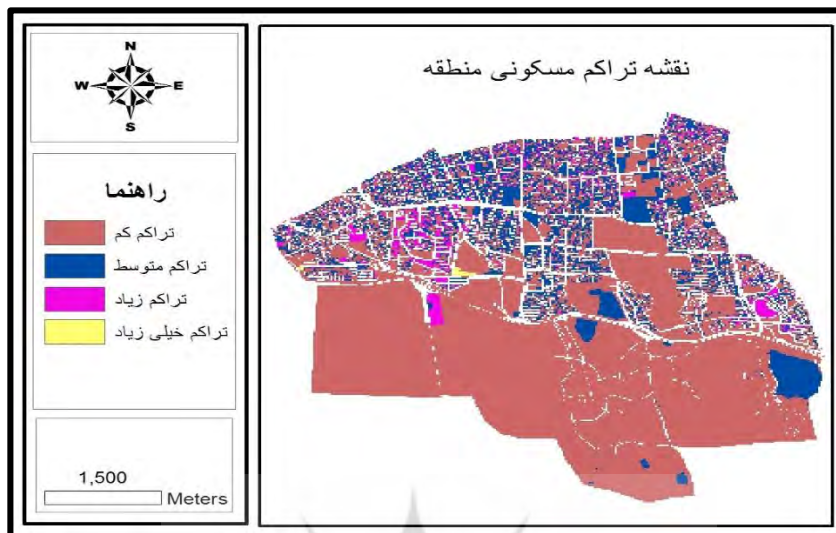 نقشه تراکم مسکونی منطقه
N
W E
S
راهنما
تراکم کم
تراکم متوسط
تراکم زیاد
تراکم خیلی زیاد
1,500
Meters